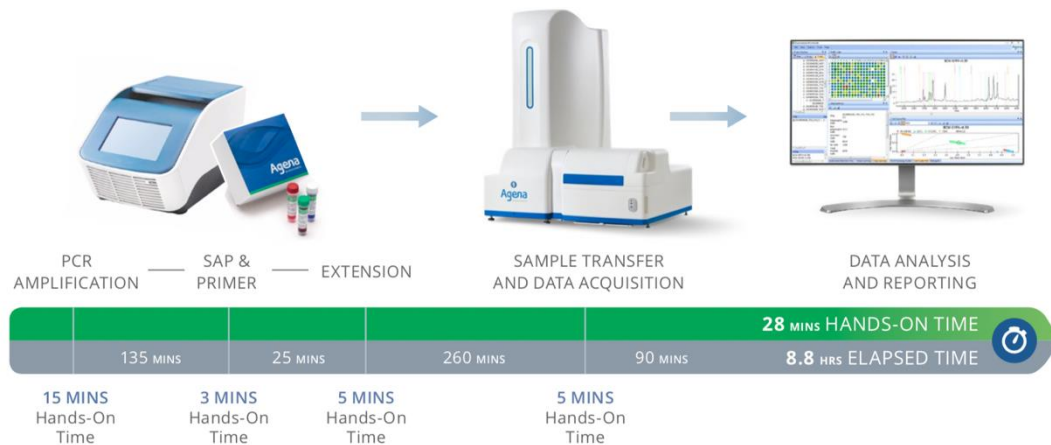 Agena
Agena
PCR
AMPLIFICATION
SAP &
PRIMER
EXTENSION
SAMPLE TRANSFER
AND DATA ACQUISITION
DATA ANALYSIS
AND REPORTING
28 MINS HANDS-ON TIME
135 MINS
25 MINS
260 MINS
90 MINS
8.8 HRS ELAPSED TIME
15 MINS
Hands-On
Time
3 MINS
Hands-On
Time
5 MINS
Hands-On
Time
5 MINS
Hands-On
Time